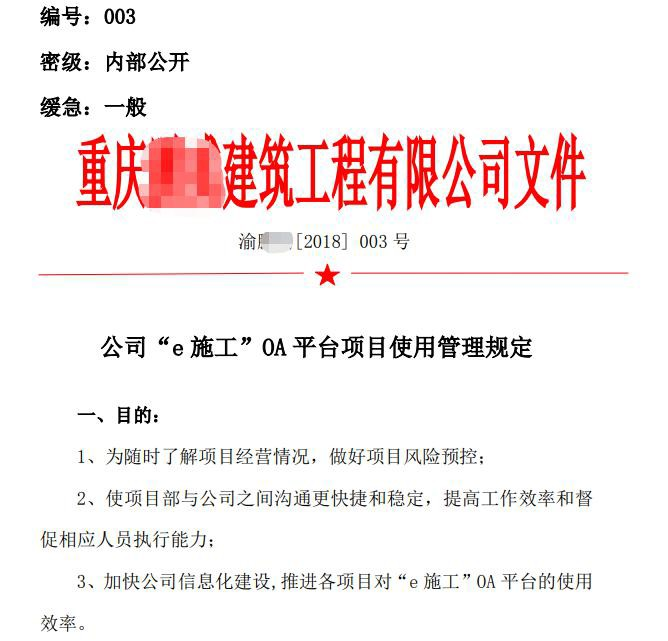 编号：003
密级：内部公开
缓急：一般
重庆建筑工程有限公司文件
渝[2018] 003 号
公司“e 施工”OA 平台项目使用管理规定
一、目的：
1、为随时了解项目经营情况，做好项目风险预控；
2、使项目部与公司之间沟通更快捷和稳定，提高工作效率和督
促相应人员执行能力；
3、加快公司信息化建设,推进各项目对“e 施工”OA 平台的使用
效率。